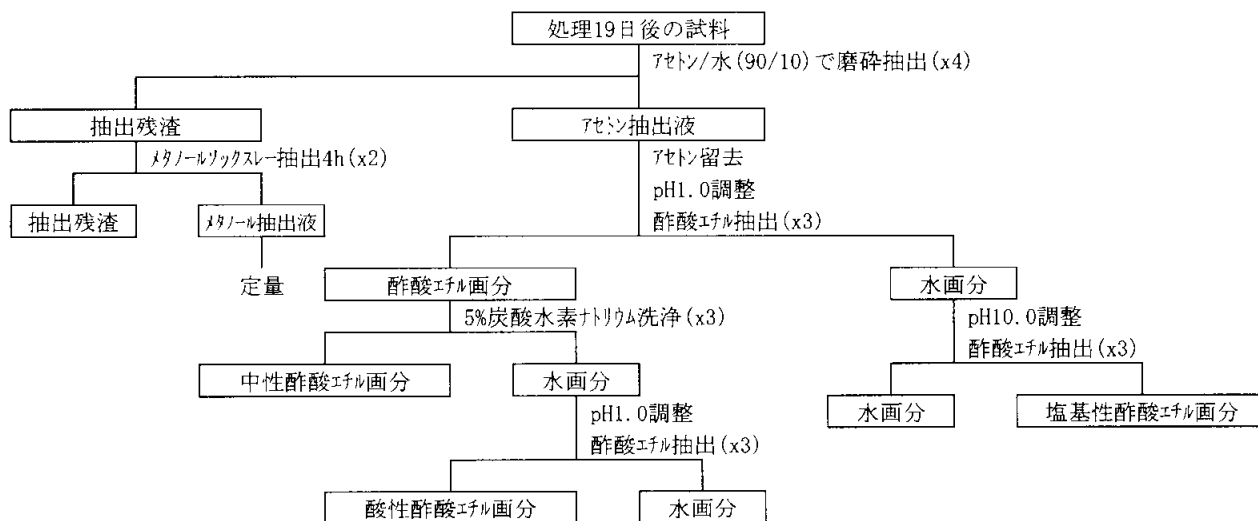 処理19日後の試料
ｱｾﾄﾝ/水(90/10)で磨砕抽出(x4)
抽出残渣
ｱｾﾄﾝ抽出液
ﾒﾀﾉｰﾙｿｯｸｽﾚｰ抽出4h(x2)
ｱｾﾄﾝ留去
pH1.0調整
酢酸ｴﾁﾙ抽出(x3)
抽出残渣
ﾒﾀﾉｰﾙ抽出液
定量
酢酸ｴﾁﾙ画分
水画分
5%炭酸水素ﾅﾄﾘｳﾑ洗浄(x3)
pH10.0調整
酢酸ｴﾁﾙ抽出(x3)
中性酢酸ｴﾁﾙ画分
水画分
水画分
塩基性酢酸ｴﾁﾙ画分
pH1.0調整
酢酸ｴﾁﾙ抽出(x3)
酸性酢酸ｴﾁﾙ画分
水画分